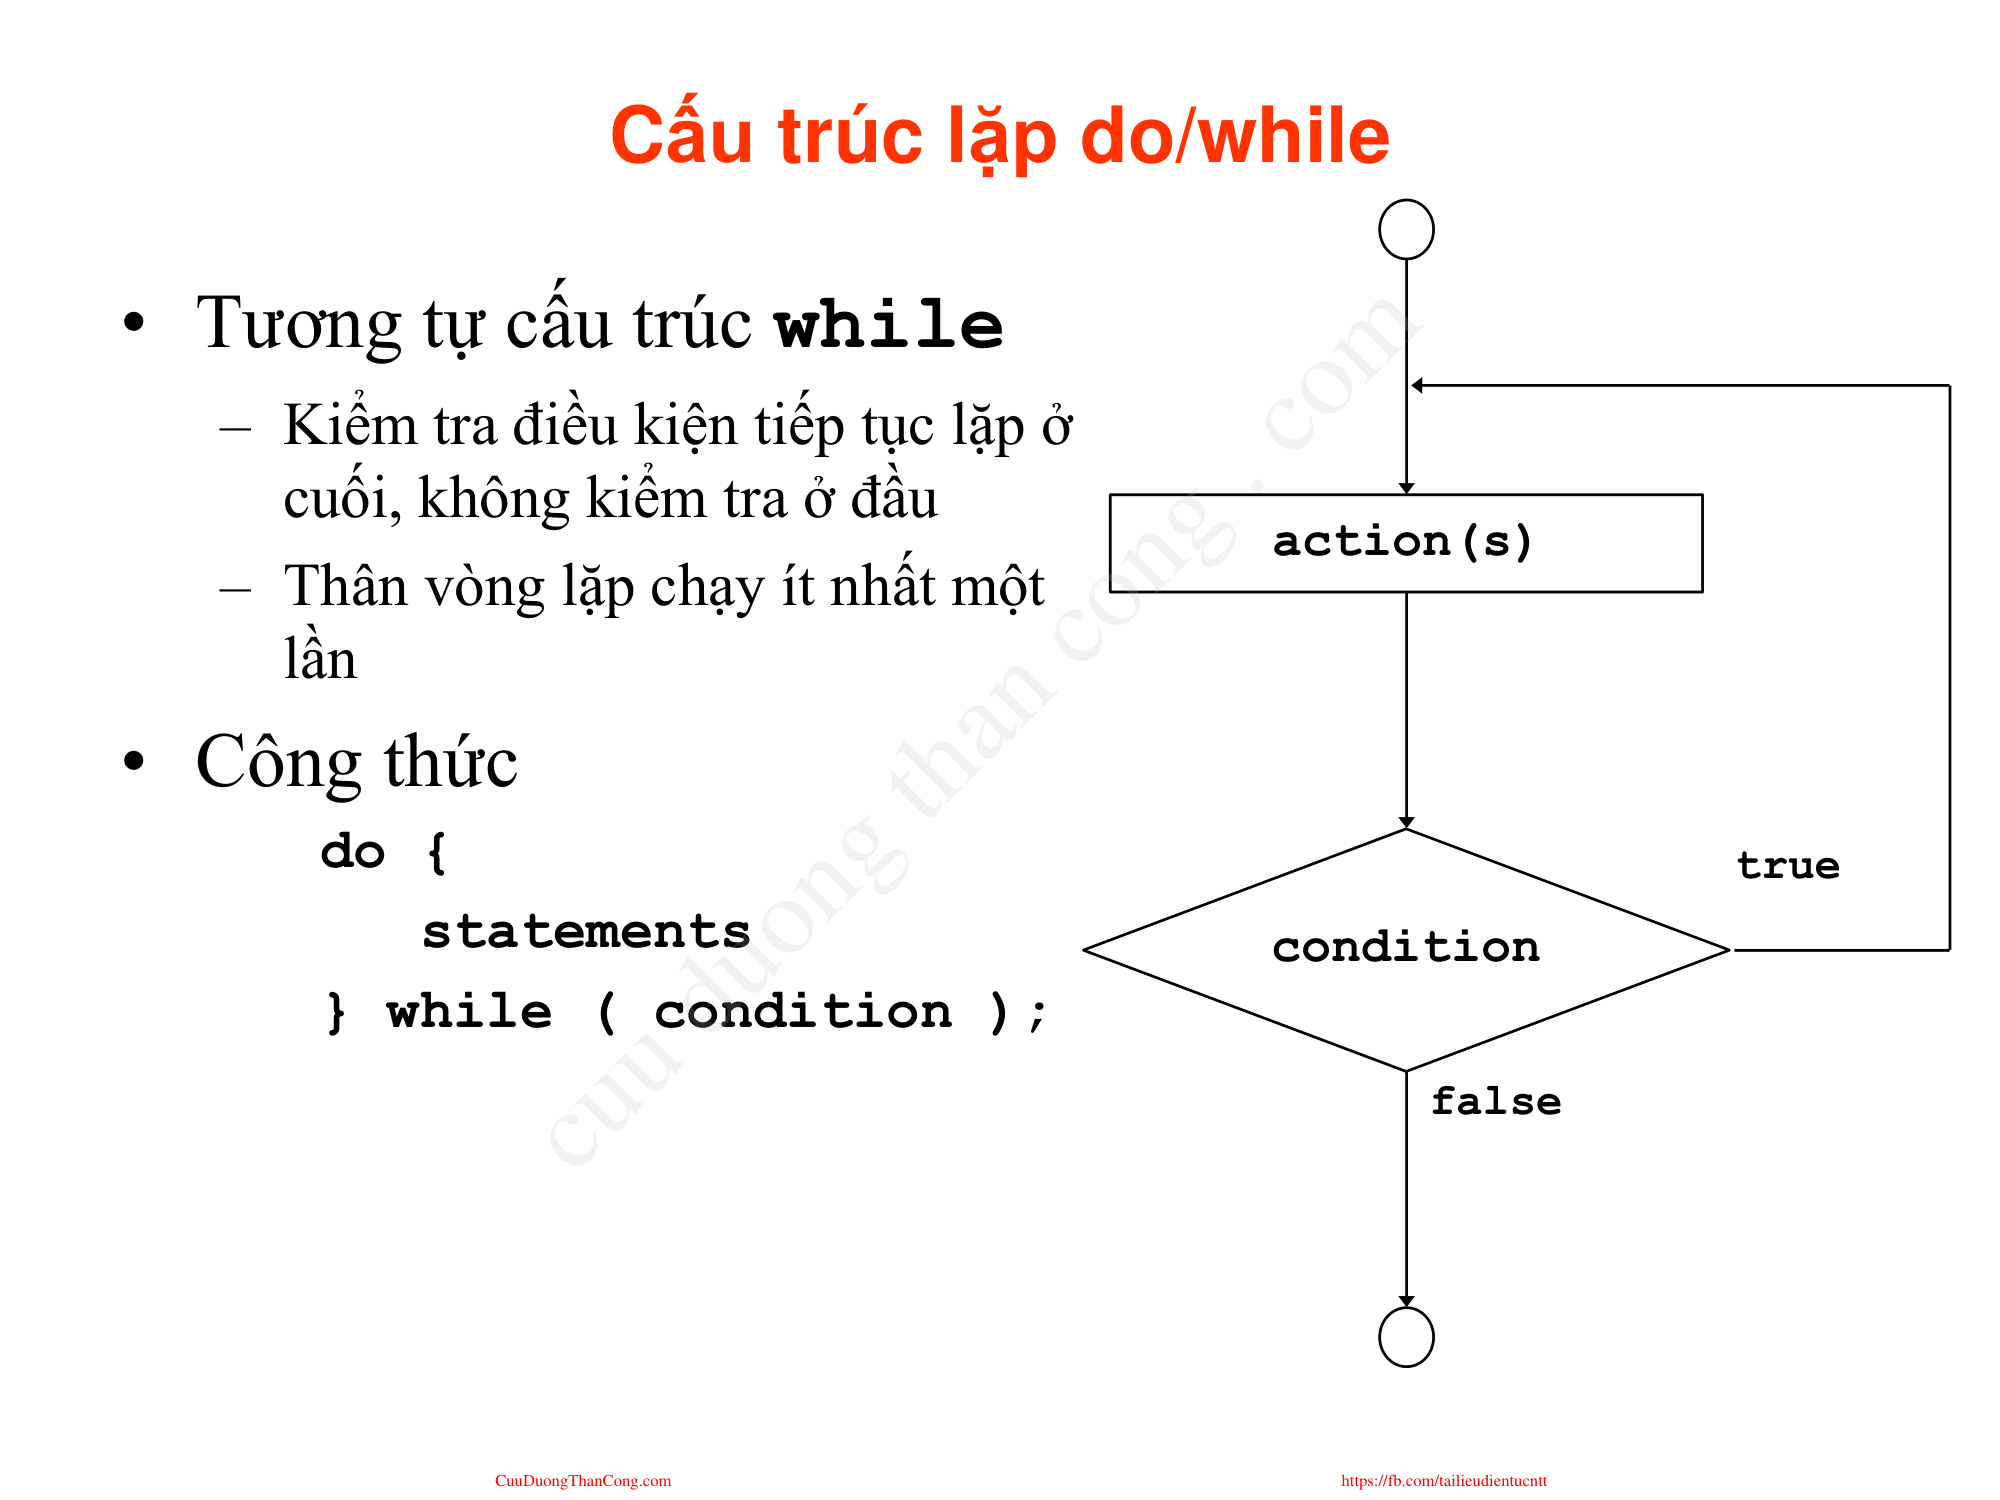 Cấu trúc lặp do/while
• Tương tự cấu trúc while
– Kiểm tra điều kiện tiếp tục lặp ở
cuối, không kiểm tra ở đầu
– Thân vòng lặp chạy ít nhất một
lần
• Công thức
do {
statements
} while ( condition );
action(s)
condition
true
false
cuu duong than cong . com
CuuDuongThanCong.com
https://fb.com/tailieudientucntt